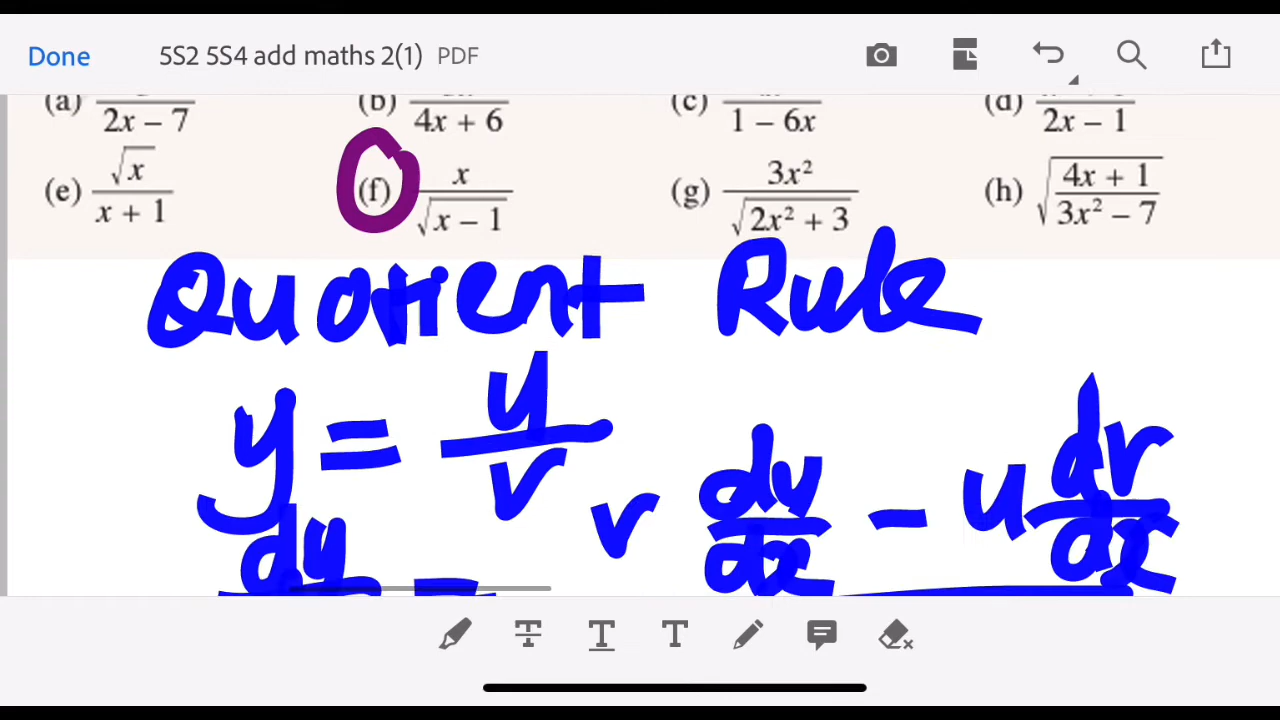 Done 5S2 5S4 add maths 2(1) PDF
(a) 2x − 7 (b) 4x + 6 (c) 1 − 6x (d) 2x − 1
(e) √x / x + 1 (f) x / √(x − 1) (g) 3x² / √(2x² + 3) (h) √(4x + 1 / 3x² − 7)
Quotient Rule
y = u / v
dy = v du/dx − u dv/dx
T T T